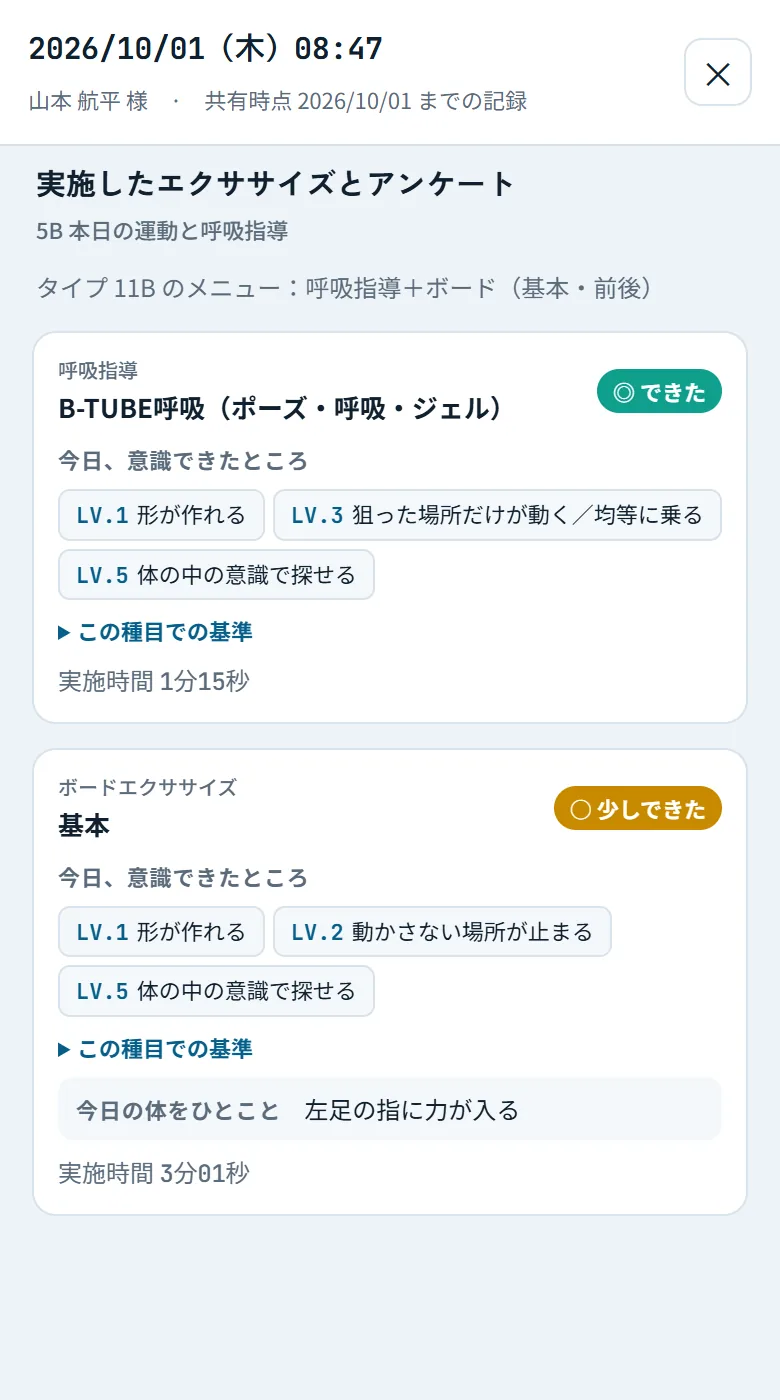 2026/10/01（木）08:47
山本 航平 様 ・ 共有時点 2026/10/01 までの記録
実施したエクササイズとアンケート
5B 本日の運動と呼吸指導
タイプ 11B のメニュー：呼吸指導＋ボード（基本・前後）
呼吸指導
B-TUBE呼吸（ポーズ・呼吸・ジェル）
◎ できた
今日、意識できたところ
LV.1 形が作れる
LV.3 狙った場所だけが動く／均等に乗る
LV.5 体の中の意識で探せる
▶ この種目での基準
実施時間 1分15秒
ボードエクササイズ
基本
○ 少しできた
今日、意識できたところ
LV.1 形が作れる
LV.2 動かさない場所が止まる
LV.5 体の中の意識で探せる
▶ この種目での基準
今日の体をひとこと 左足の指に力が入る
実施時間 3分01秒